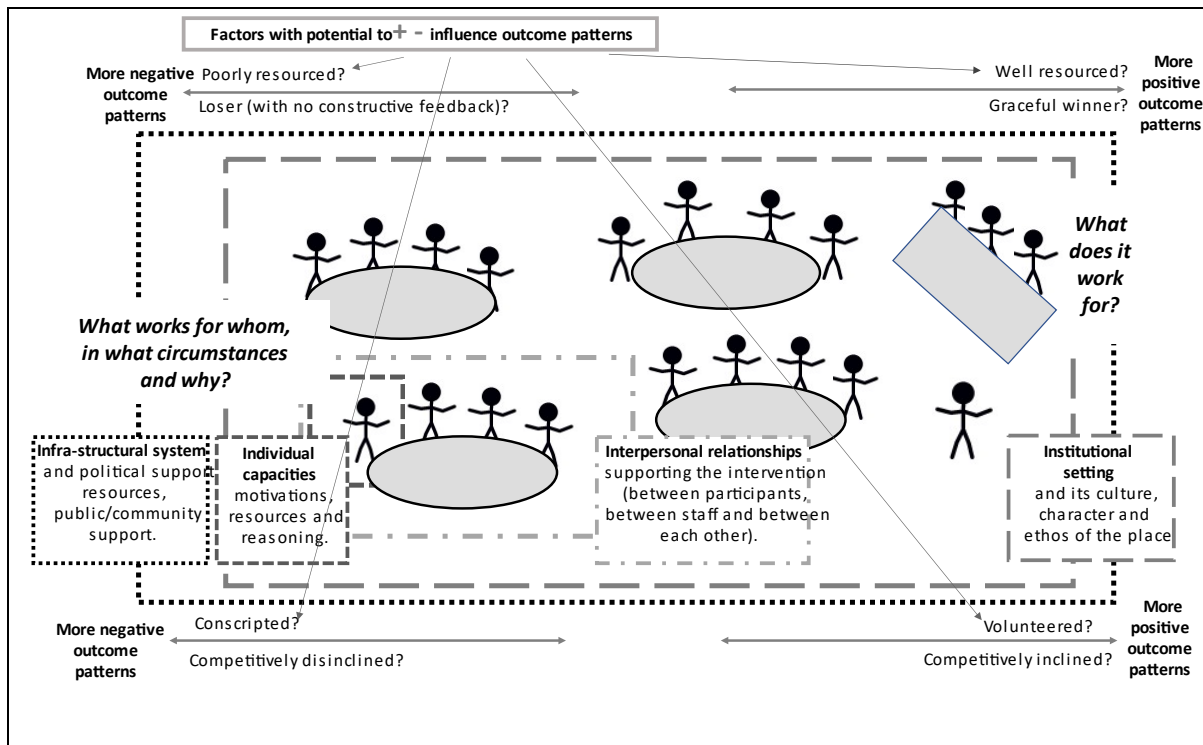 Factors with potential to + - influence outcome patterns
More negative
outcome
patterns
Poorly resourced?
Loser (with no constructive feedback)?
Well resourced?
Graceful winner?
More
positive
outcome
patterns
What
does it
work
for?
What works for whom,
in what circumstances
and why?
Infra-structural system
and political support
resources,
public/community
support.
Individual
capacities
motivations,
resources and
reasoning.
Interpersonal relationships
supporting the intervention
(between participants,
between staff and between
each other).
Institutional
setting
and its culture,
character and
ethos of the place
More negative
outcome
patterns
Conscripted?
Competitively disinclined?
Volunteered?
Competitively inclined?
More
positive
outcome
patterns